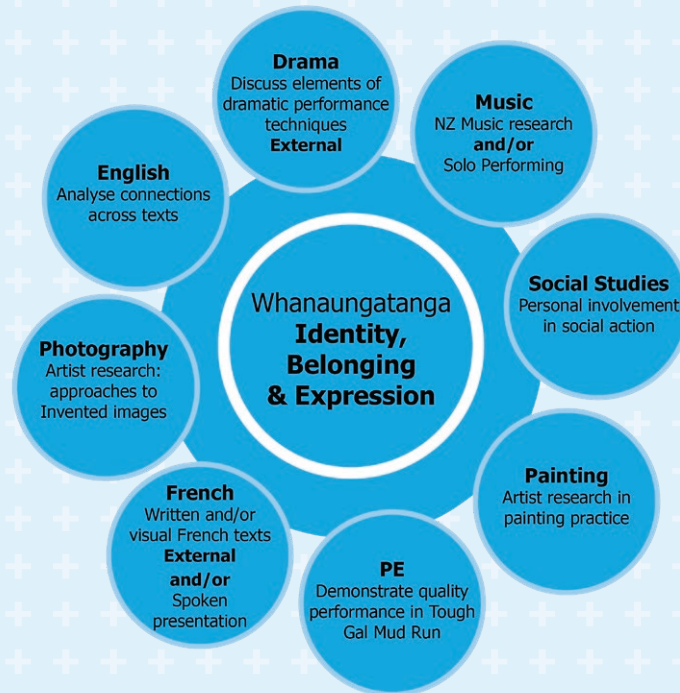 Whanaungatanga
Identity,
Belonging
& Expression
Drama
Discuss elements of
dramatic performance
techniques
External
Music
NZ Music research
and/or
Solo Performing
Social Studies
Personal involvement
in social action
Painting
Artist research in
painting practice
PE
Demonstrate quality
performance in Tough
Gal Mud Run
French
Written and/or
visual French texts
External
and/or
Spoken
presentation
Photography
Artist research:
approaches to
Invented images
English
Analyse connections
across texts